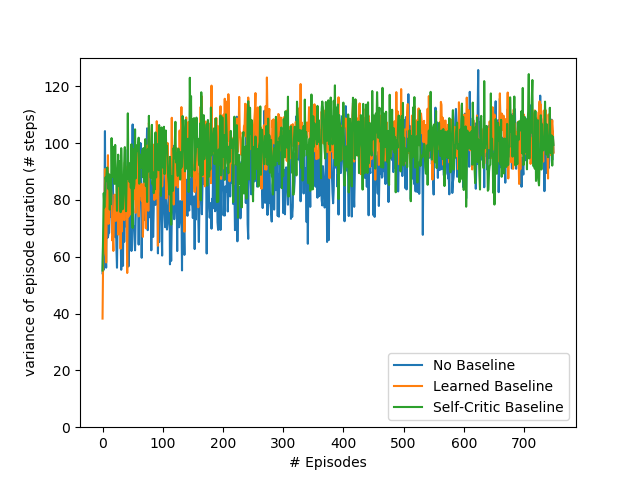 variance of episode duration (# steps)
120
100
80
60
40
20
0
0 100 200 300 400 500 600 700
# Episodes
No Baseline
Learned Baseline
Self-Critic Baseline